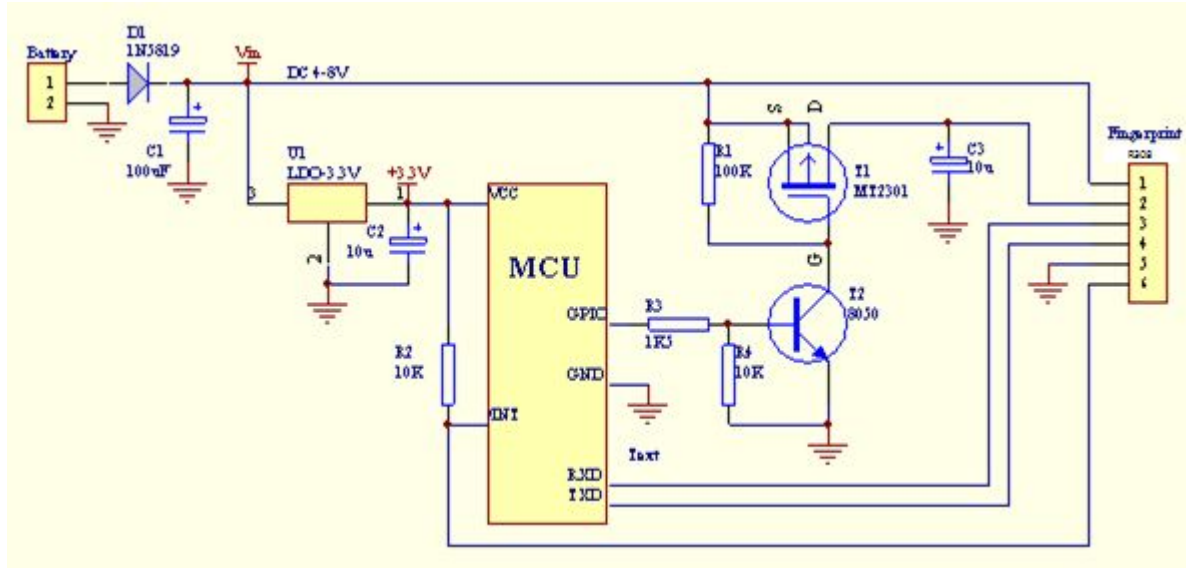 D1
1N5819
Battery
1
2
Vin
DC 4-8V
C1
100uF
U1
LDO-3.3V
+3.3V
3
1
2
C2
10u
VCC
MCU
GPIO
GND
INT
RXD
TXD
R2
10K
R3
1K5
R4
10K
Text
R1
100K
S
D
G
T1
MT2301
T2
8050
C3
10u
Fingerprint
1
2
3
4
5
6